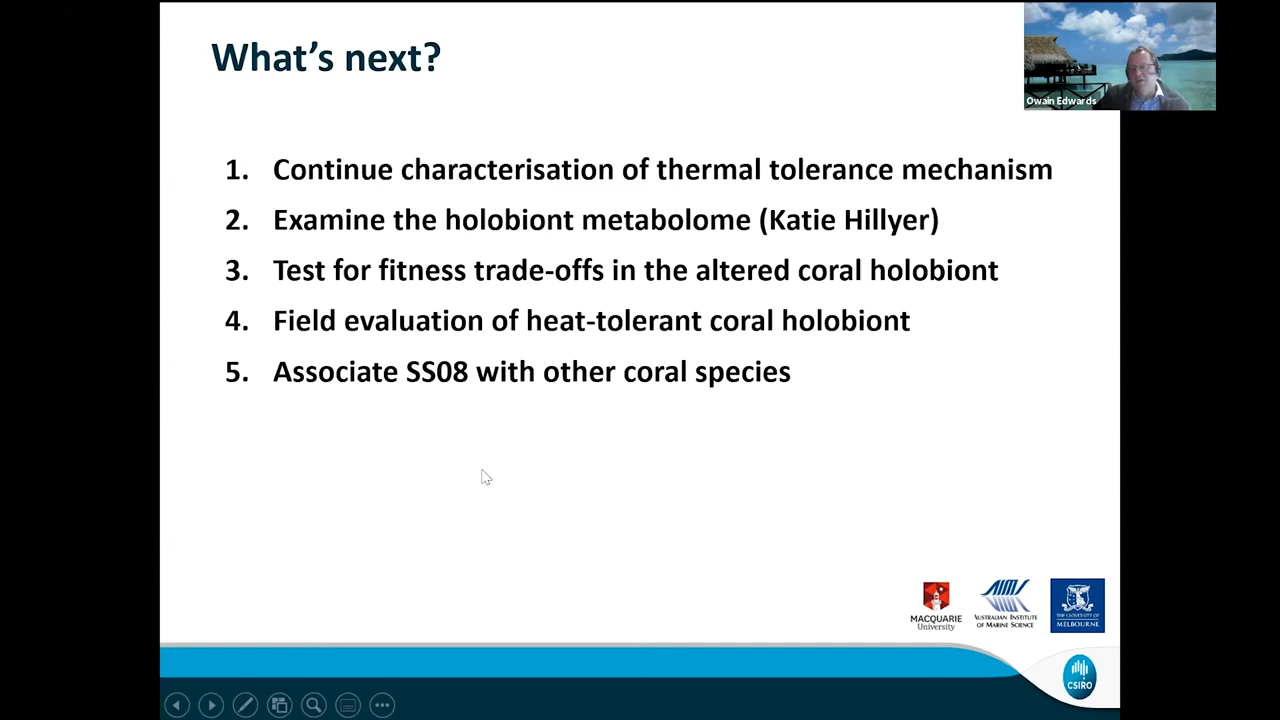 What's next?
Owain Edwards
1. Continue characterisation of thermal tolerance mechanism
2. Examine the holobiont metabolome (Katie Hillyer)
3. Test for fitness trade-offs in the altered coral holobiont
4. Field evaluation of heat-tolerant coral holobiont
5. Associate SS08 with other coral species
MACQUARIE
University
AIMS
AUSTRALIAN INSTITUTE
OF MARINE SCIENCE
THE UNIVERSITY OF
MELBOURNE
CSIRO